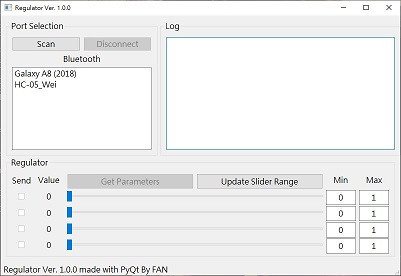 Regulator Ver. 1.0.0
Port Selection
Log
Scan
Disconnect
Bluetooth
Galaxy A8 (2018)
HC-05_Wei
Regulator
Send
Value
Get Parameters
Update Slider Range
Min
Max
0
0
1
0
0
1
0
0
1
0
0
1
Regulator Ver. 1.0.0 made with PyQt By FAN